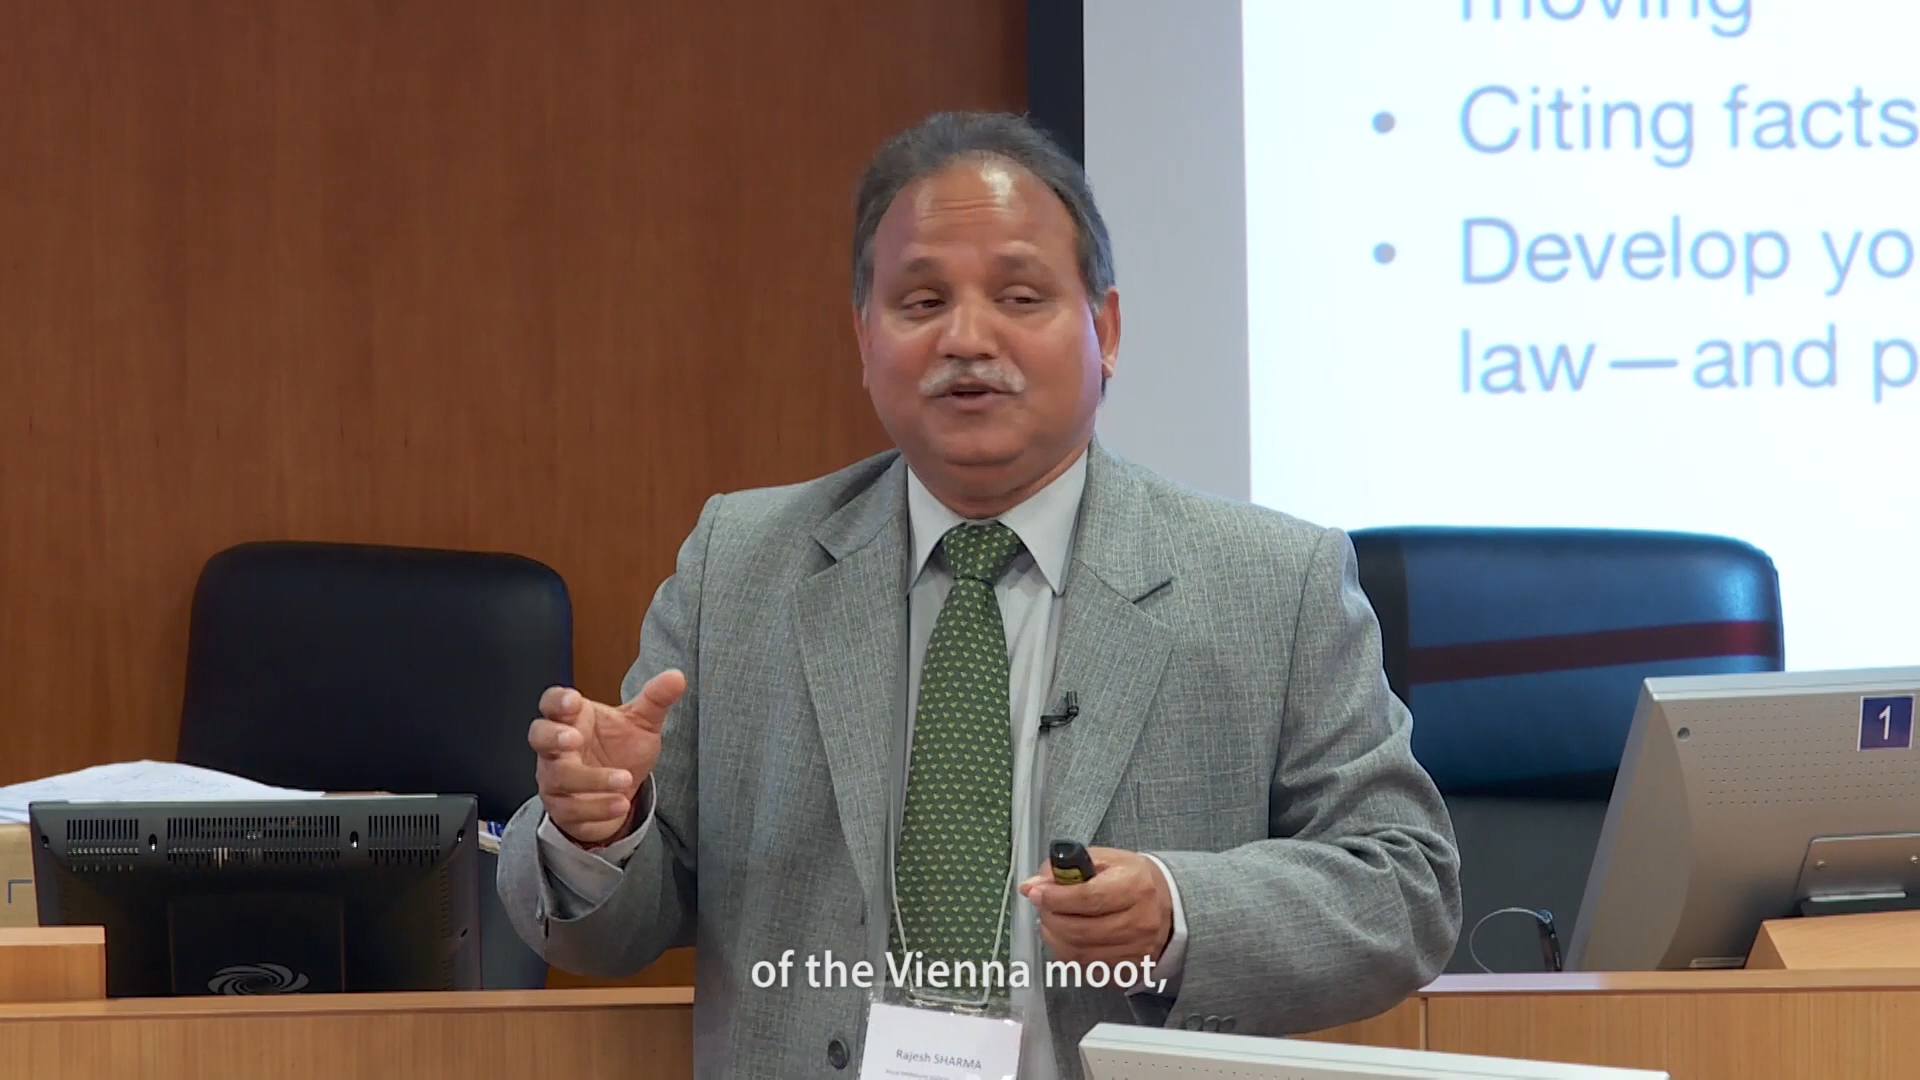 moving
• Citing facts
• Develop yo
law—and p
1
of the Vienna moot,
Rajesh SHARMA